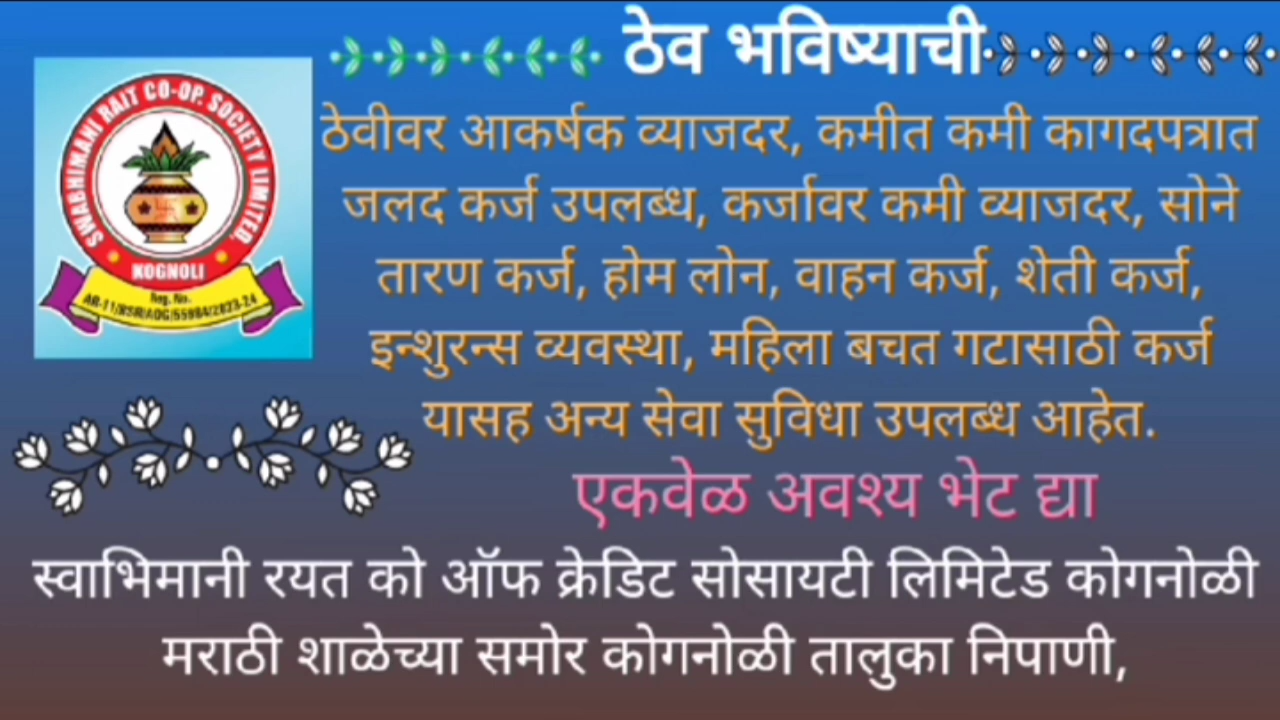 ठेव भविष्याची
ठेवीवर आकर्षक व्याजदर, कमीत कमी कागदपत्रात
जलद कर्ज उपलब्ध, कर्जावर कमी व्याजदर, सोने
तारण कर्ज, होम लोन, वाहन कर्ज, शेती कर्ज,
इन्शुरन्स व्यवस्था, महिला बचत गटासाठी कर्ज
यासह अन्य सेवा सुविधा उपलब्ध आहेत.
एकवेळ अवश्य भेट द्या
SWABHIMANI RAIT CO-OP. SOCIETY LIMITED,
KOGNOLI
Reg. No.
स्वाभिमानी रयत को ऑफ क्रेडिट सोसायटी लिमिटेड कोगनोळी
मराठी शाळेच्या समोर कोगनोळी तालुका निपाणी,